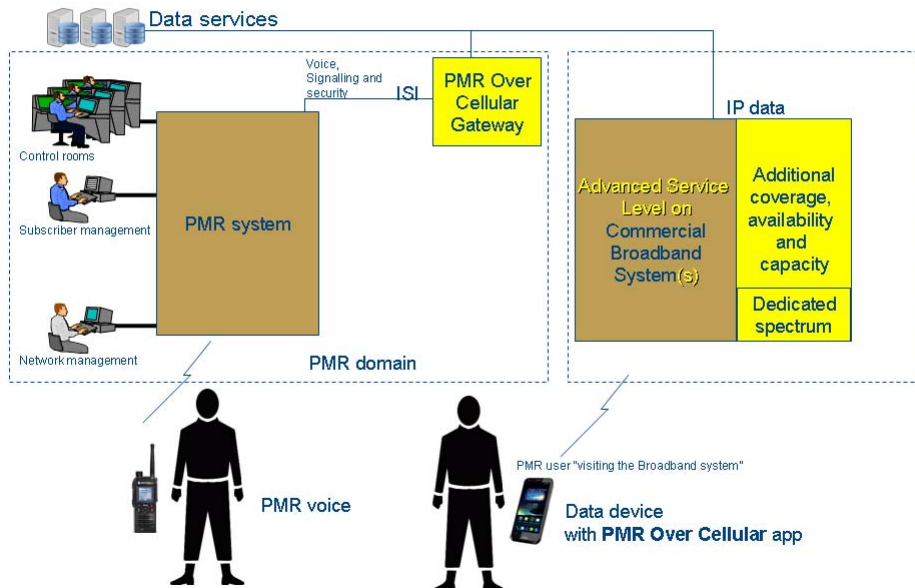 Data services
Voice,
Signalling and
security
ISI
PMR Over
Cellular
Gateway
IP data
Control rooms
Subscriber management
Network management
PMR system
PMR domain
Advanced Service
Level on
Commercial
Broadband
System(s)
Additional
coverage,
availability
and
capacity
Dedicated
spectrum
PMR voice
PMR user "visiting the Broadband system"
Data device
with PMR Over Cellular app